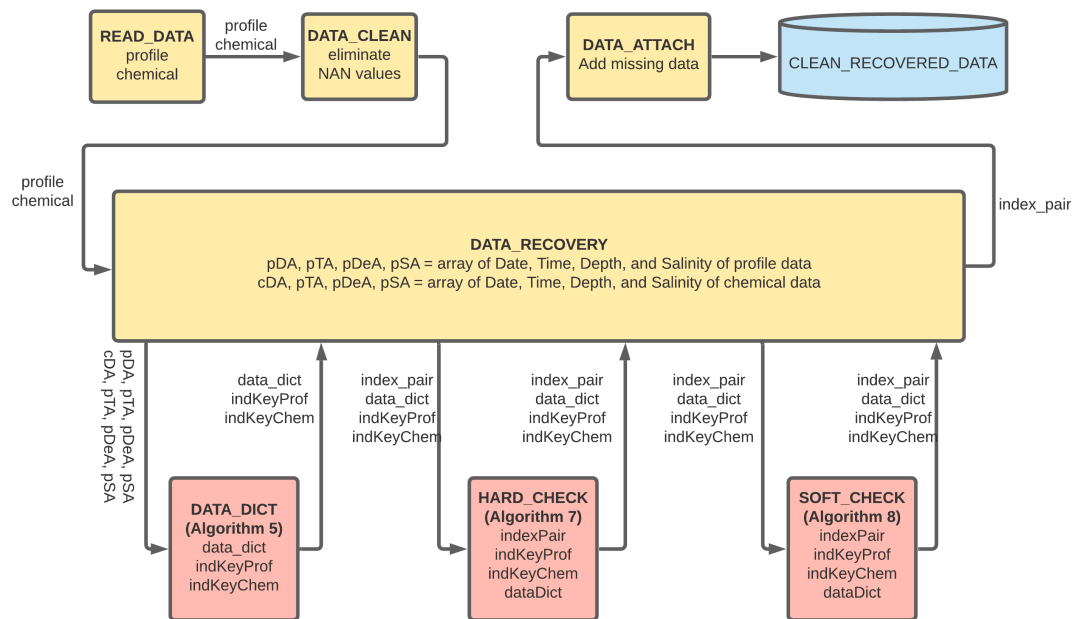 READ_DATA
profile
chemical
profile
chemical
DATA_CLEAN
eliminate
NAN values
DATA_ATTACH
Add missing data
CLEAN_RECOVERED_DATA
profile
chemical
index_pair
DATA_RECOVERY
pDA, pTA, pDeA, pSA = array of Date, Time, Depth, and Salinity of profile data
cDA, pTA, pDeA, pSA = array of Date, Time, Depth, and Salinity of chemical data
pDA, pTA, pDeA, pSA
cDA, pTA, pDeA, pSA
data_dict
indKeyProf
indKeyChem
index_pair
data_dict
indKeyProf
indKeyChem
index_pair
data_dict
indKeyProf
indKeyChem
index_pair
data_dict
indKeyProf
indKeyChem
index_pair
data_dict
indKeyProf
indKeyChem
DATA_DICT
(Algorithm 5)
data_dict
indKeyProf
indKeyChem
HARD_CHECK
(Algorithm 7)
indexPair
indKeyProf
indKeyChem
dataDict
SOFT_CHECK
(Algorithm 8)
indexPair
indKeyProf
indKeyChem
dataDict